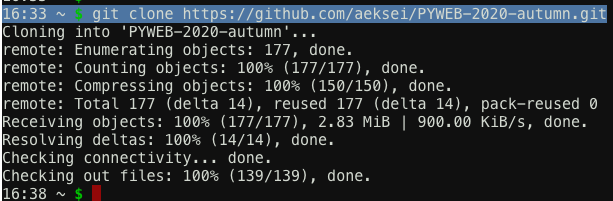 16:33 ~ $ git clone https://github.com/aeksei/PYWEB-2020-autumn.git
Cloning into 'PYWEB-2020-autumn'...
remote: Enumerating objects: 177, done.
remote: Counting objects: 100% (177/177), done.
remote: Compressing objects: 100% (150/150), done.
remote: Total 177 (delta 14), reused 177 (delta 14), pack-reused 0
Receiving objects: 100% (177/177), 2.83 MiB | 900.00 KiB/s, done.
Resolving deltas: 100% (14/14), done.
Checking connectivity... done.
Checking out files: 100% (139/139), done.
16:38 ~ $